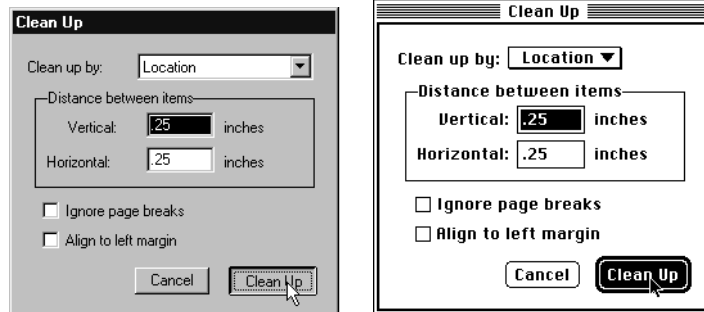 Clean Up
Clean up by: Location
Distance between items
Vertical: .25 inches
Horizontal: .25 inches
Ignore page breaks
Align to left margin
Cancel Clean Up
Clean Up
Clean up by: Location
Distance between items
Vertical: .25 inches
Horizontal: .25 inches
Ignore page breaks
Align to left margin
Cancel Clean Up